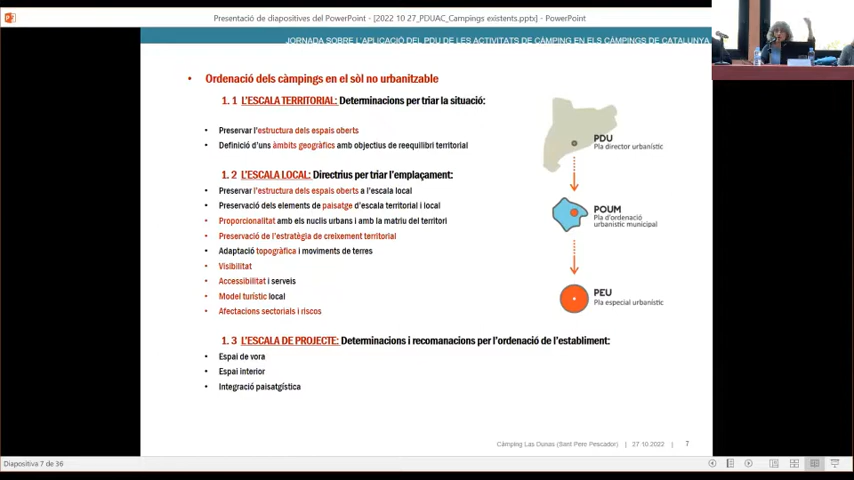 Presentació de diapositives del PowerPoint - [2022 10 27_PDUAC_Campings existents.pptx] - PowerPoint
JORNADA SOBRE L'APLICACIÓ DEL PDU DE LES ACTIVITATS DE CÀMPING EN ELS CÀMPINGS DE CATALUNYA
• Ordenació dels càmpings en el sòl no urbanitzable
1. 1 L'ESCALA TERRITORIAL: Determinacions per triar la situació:
• Preservar l'estructura dels espais oberts
• Definició d'uns àmbits geogràfics amb objectius de reequilibri territorial
1. 2 L'ESCALA LOCAL: Directrius per triar l'emplaçament:
• Preservar l'estructura dels espais oberts a l'escala local
• Preservació dels elements de paisatge d'escala territorial i local
• Proporcionalitat amb els nuclis urbans i amb la matriu del territori
• Preservació de l'estratègia de creixement territorial
• Adaptació topogràfica i moviments de terres
• Visibilitat
• Accessibilitat i serveis
• Model turístic local
• Afectacions sectorials i riscos
1. 3 L'ESCALA DE PROJECTE: Determinacions i recomanacions per l'ordenació de l'establiment:
• Espai de vora
• Espai interior
• Integració paisatgística
PDU
Pla director urbanístic
POUM
Pla d'ordenació
urbanístic municipal
PEU
Pla especial urbanístic
Càmping Las Dunas (Sant Pere Pescador) | 27.10.2022 | 7
Diapositiva 7 de 36